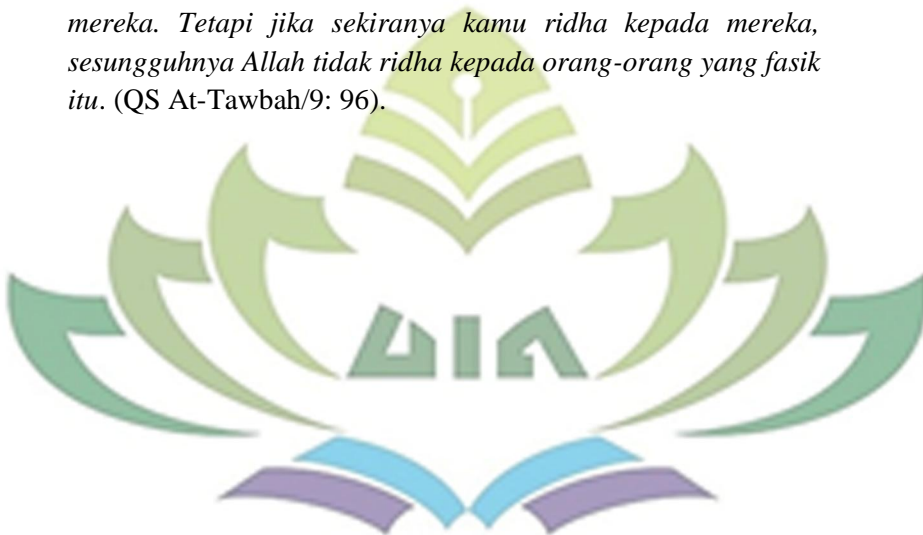 mereka. Tetapi jika sekiranya kamu ridha kepada mereka,
sesungguhnya Allah tidak ridha kepada orang-orang yang fasik
itu. (QS At-Tawbah/9: 96).
UIN